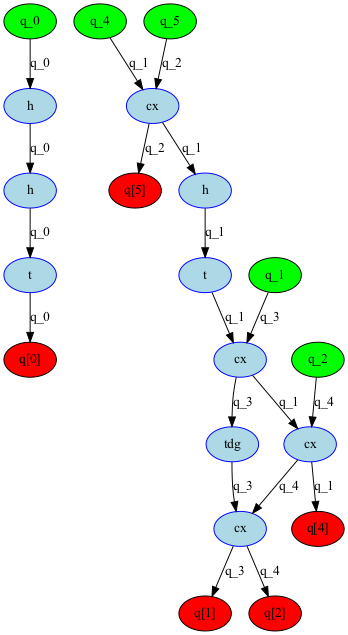 q_0 q_4 q_5
q_0 q_1 q_2
h cx
q_0 q_2 q_1
h q[5] h
q_0 q_1
t t q_1
q_0 q_1 q_3
q[0] cx q_2
q_3 q_1 q_4
tdg cx
q_3 q_4 q_1
cx q[4]
q_3 q_4
q[1] q[2]